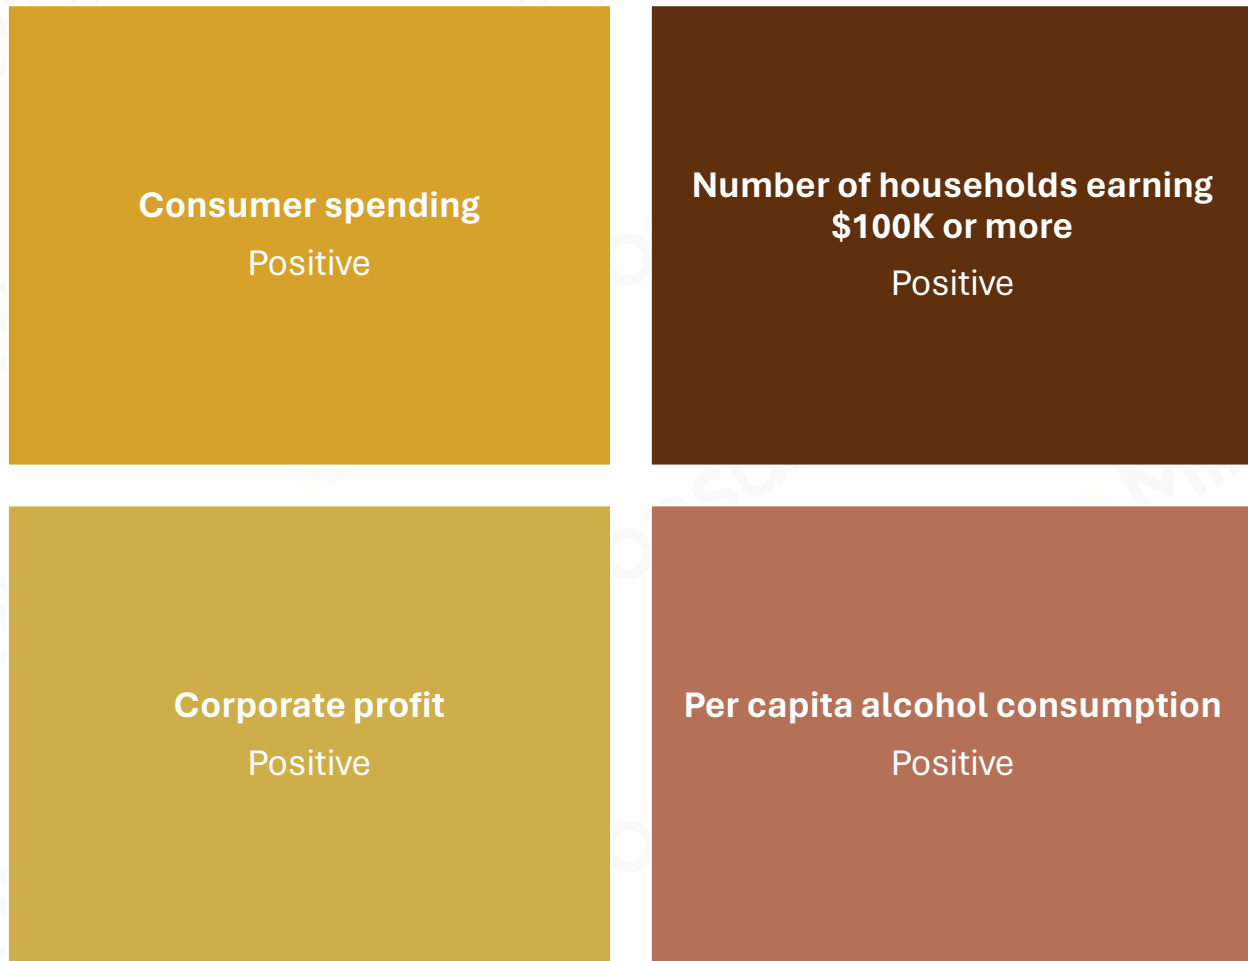 Consumer spending
Positive
Number of households earning
$100K or more
Positive
Corporate profit
Positive
Per capita alcohol consumption
Positive